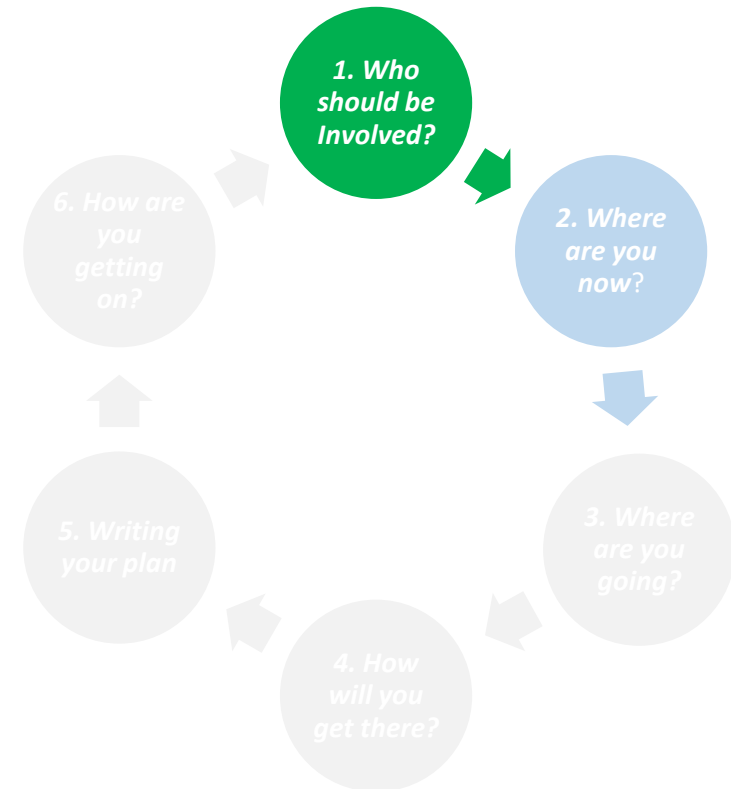 1. Who
should be
Involved?
2. Where
are you
now?
3. Where
are you
going?
4. How
will you
get there?
5. Writing
your plan
6. How are
you
getting
on?